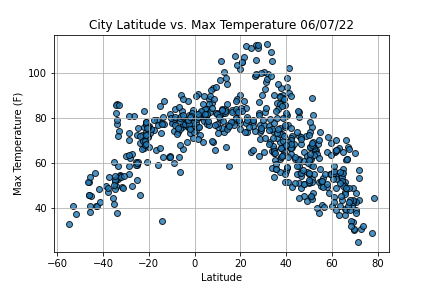 City Latitude vs. Max Temperature 06/07/22
Max Temperature (F)
100
80
60
40
−60 −40 −20 0 20 40 60 80
Latitude